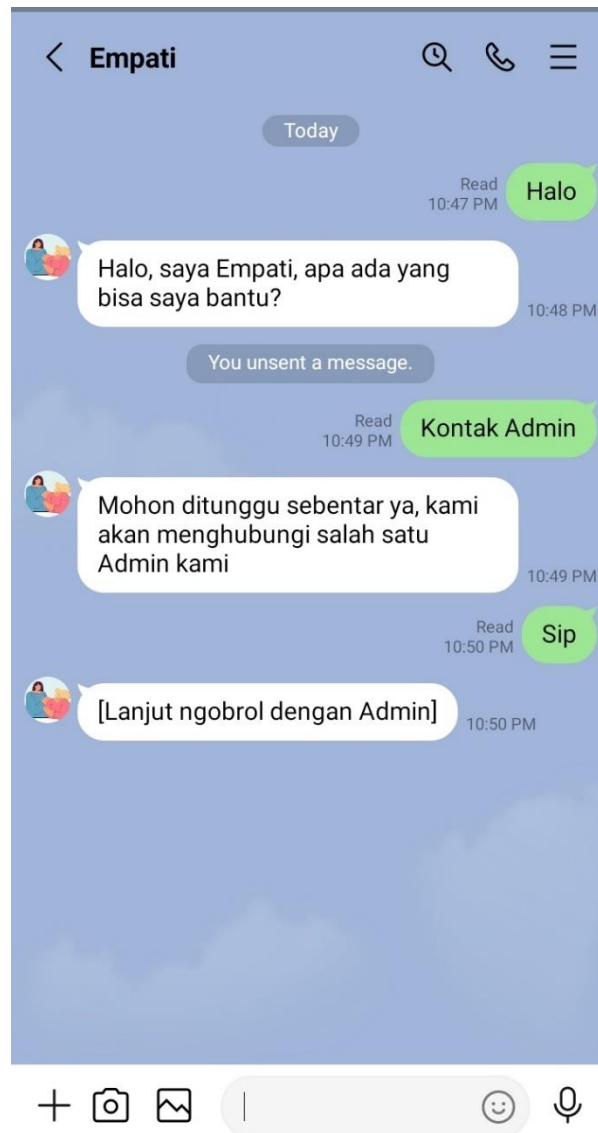 Empati
Today
Read
10:47 PM
Halo
Halo, saya Empati, apa ada yang
bisa saya bantu?
10:48 PM
You unsent a message.
Read
10:49 PM
Kontak Admin
Mohon ditunggu sebentar ya, kami
akan menghubungi salah satu
Admin kami
10:49 PM
Read
10:50 PM
Sip
[Lanjut ngobrol dengan Admin]
10:50 PM